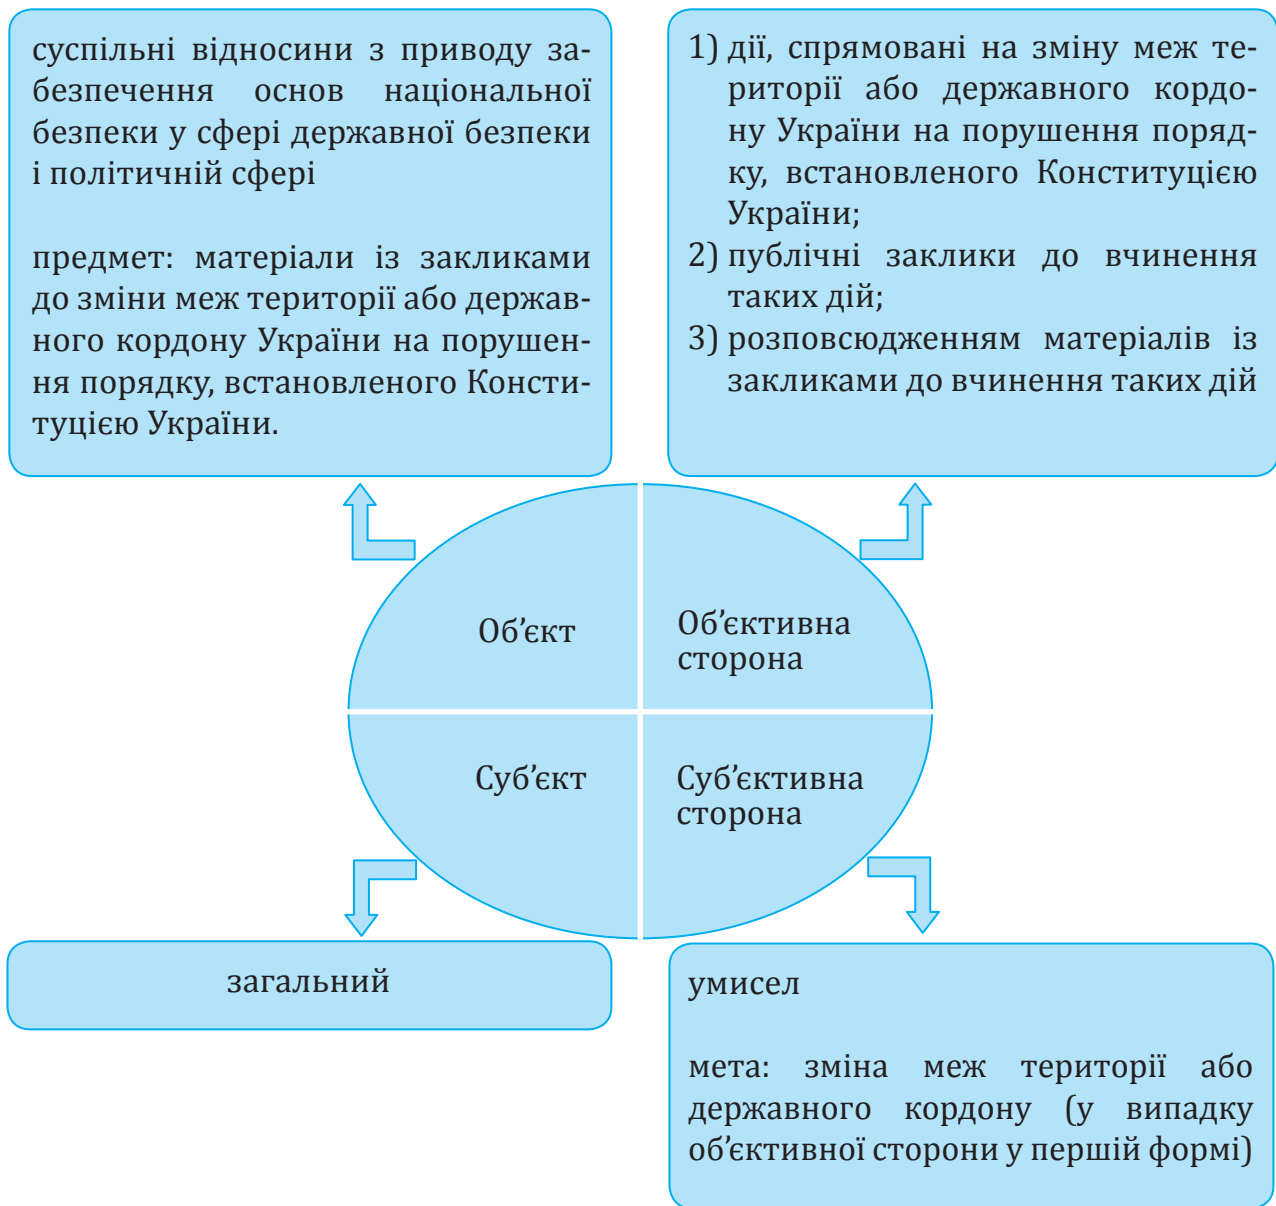 суспільні відносини з приводу за-
безпечення основ національної
безпеки у сфері державної безпеки
і політичній сфері
предмет: матеріали із закликами
до зміни меж території або держав-
ного кордону України на порушен-
ня порядку, встановленого Консти-
туцією України.
1) дії, спрямовані на зміну меж те-
риторії або державного кордо-
ну України на порушення поряд-
ку, встановленого Конституцією
України;
2) публічні заклики до вчинення
таких дій;
3) розповсюдженням матеріалів із
закликами до вчинення таких дій
Об’єкт
Об’єктивна
сторона
Суб’єкт
Суб’єктивна
сторона
загальний
умисел
мета: зміна меж території або
державного кордону (у випадку
об’єктивної сторони у першій формі)